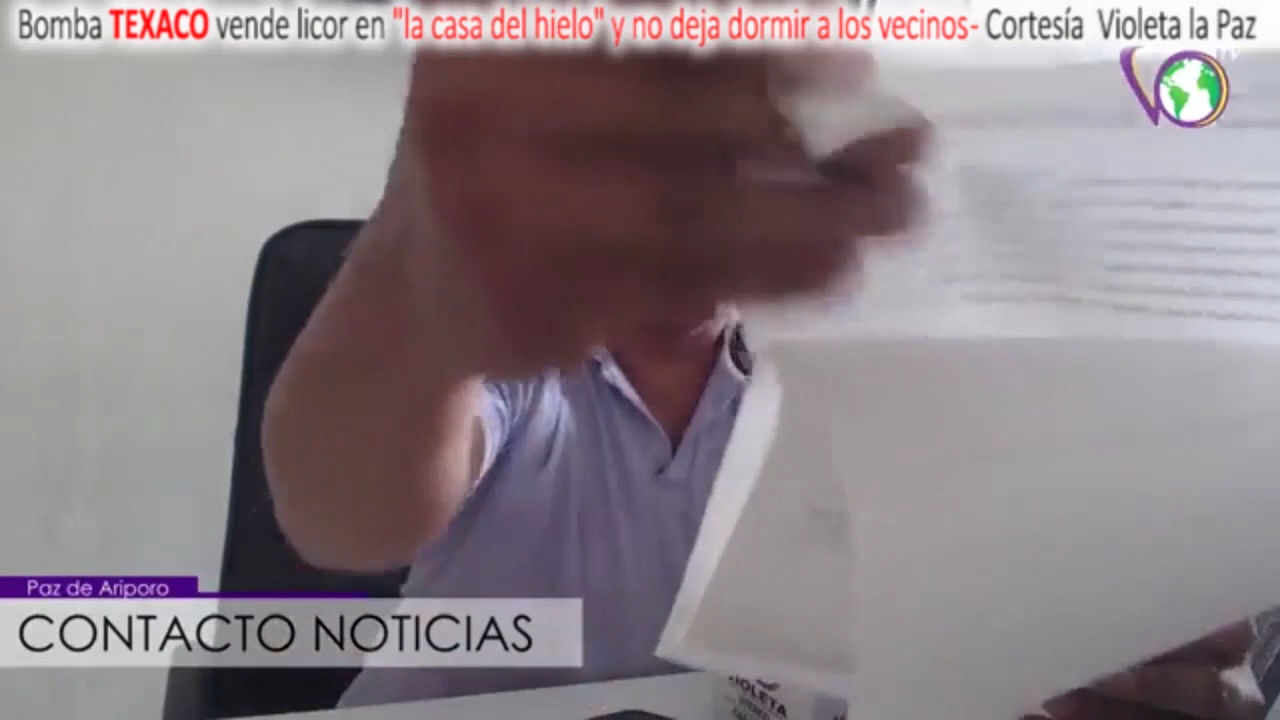 Bomba TEXACO vende licor en "la casa del hielo" y no deja dormir a los vecinos- Cortesía Violeta la Paz
TV
Paz de Ariporo
CONTACTO NOTICIAS
VIOLETA